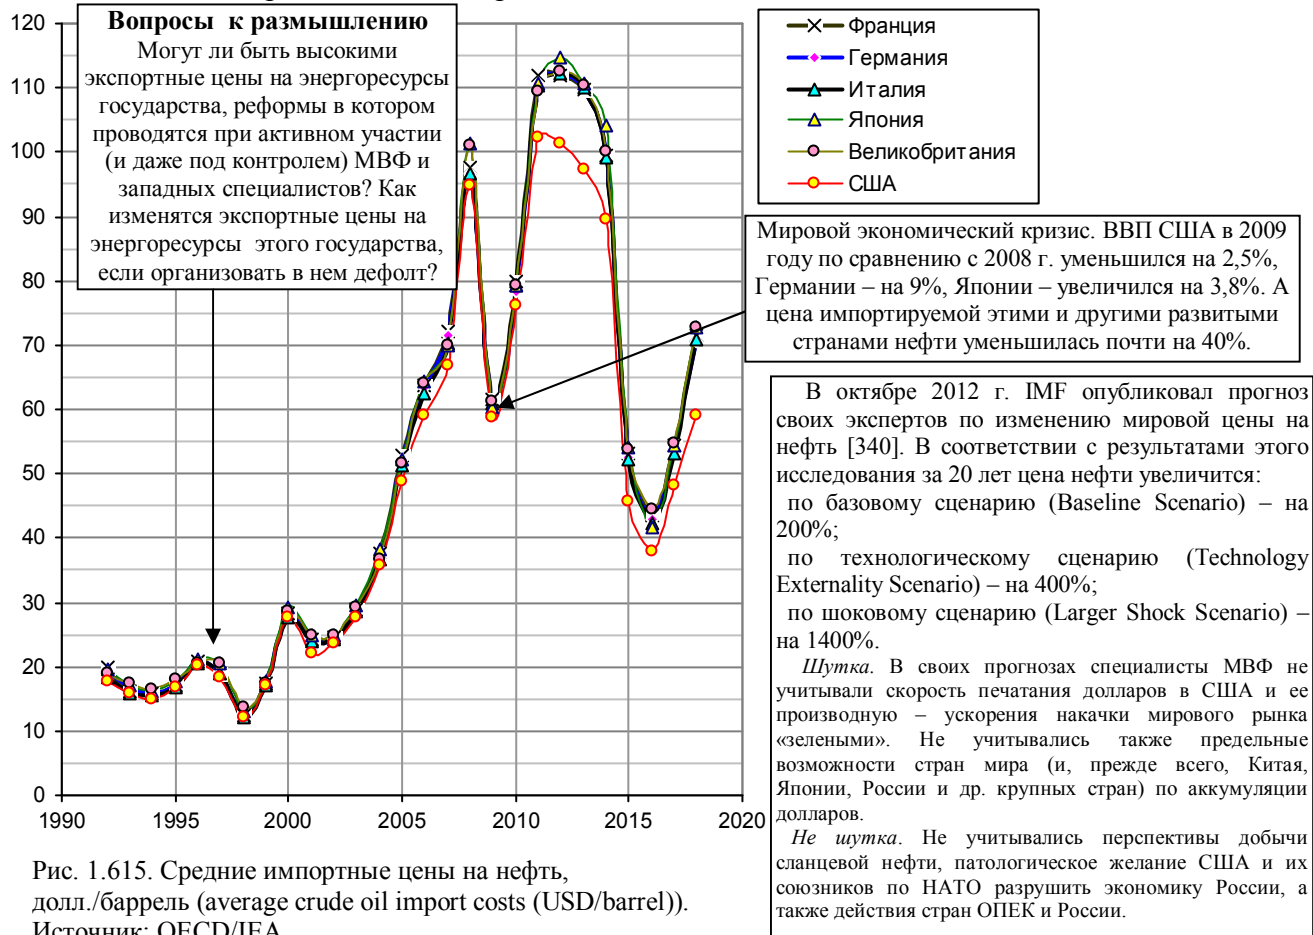 Вопросы к размышлению
Могут ли быть высокими
экспортные цены на энергоресурсы
государства, реформы в котором
проводятся при активном участии
(и даже под контролем) МВФ и
западных специалистов? Как
изменятся экспортные цены на
энергоресурсы этого государства,
если организовать в нем дефолт?
120
110
100
90
80
70
60
50
40
30
20
10
0
1990
1995
2000
2005
2010
2015
2020
Франция
Германия
Италия
Япония
Великобритания
США
Мировой экономический кризис. ВВП США в 2009
году по сравнению с 2008 г. уменьшился на 2,5%,
Германии – на 9%, Японии – увеличился на 3,8%. А
цена импортируемой этими и другими развитыми
странами нефти уменьшилась почти на 40%.
В октябре 2012 г. IMF опубликовал прогноз
своих экспертов по изменению мировой цены на
нефть [340]. В соответствии с результатами этого
исследования за 20 лет цена нефти увеличится:
по базовому сценарию (Baseline Scenario) – на
200%;
по технологическому сценарию (Technology
Externality Scenario) – на 400%;
по шоковому сценарию (Larger Shock Scenario) –
на 1400%.
Шутка. В своих прогнозах специалисты МВФ не
учитывали скорость печатания долларов в США и ее
производную – ускорения накачки мирового рынка
«зелеными». Не учитывались также предельные
возможности стран мира (и, прежде всего, Китая,
Японии, России и др. крупных стран) по аккумуляции
долларов.
Не шутка. Не учитывались перспективы добычи
сланцевой нефти, патологическое желание США и их
союзников по НАТО разрушить экономику России, а
также действия стран ОПЕК и России.
Рис. 1.615. Средние импортные цены на нефть,
долл./баррель (average crude oil import costs (USD/barrel)).
Источник: OECD/IEA